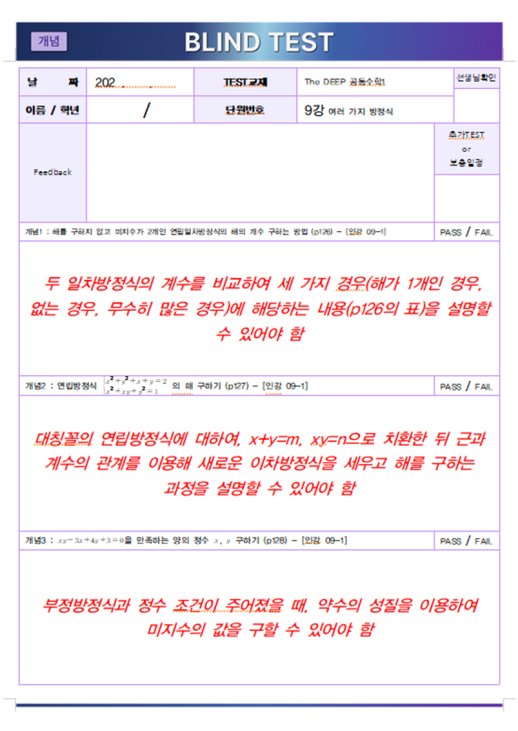 개념
BLIND TEST
날 짜
202 . .
TEST교재
The DEEP 공통수학1
선생님확인
이름 / 학년
/
단원번호
9강 여러 가지 방정식
Feedback
추가TEST
or
보충일정
개념1 : 해를 구하지 않고 미지수가 2개인 연립일차방정식의 해의 개수 구하는 방법 (p126) - [인강 09-1]
PASS / FAIL
두 일차방정식의 계수를 비교하여 세 가지 경우(해가 1개인 경우,
없는 경우, 무수히 많은 경우)에 해당하는 내용(p126의 표)을 설명할
수 있어야 함
개념2 : 연립방정식 x²+y²+x+y=2 의 해 구하기 (p127) - [인강 09-1]
x²+xy+y²=1
PASS / FAIL
대칭꼴의 연립방정식에 대하여, x+y=m, xy=n으로 치환한 뒤 근과
계수의 관계를 이용해 새로운 이차방정식을 세우고 해를 구하는
과정을 설명할 수 있어야 함
개념3 : xy-3x+4y+3=0을 만족하는 양의 정수 x, y 구하기 (p128) - [인강 09-1]
PASS / FAIL
부정방정식과 정수 조건이 주어졌을 때, 약수의 성질을 이용하여
미지수의 값을 구할 수 있어야 함